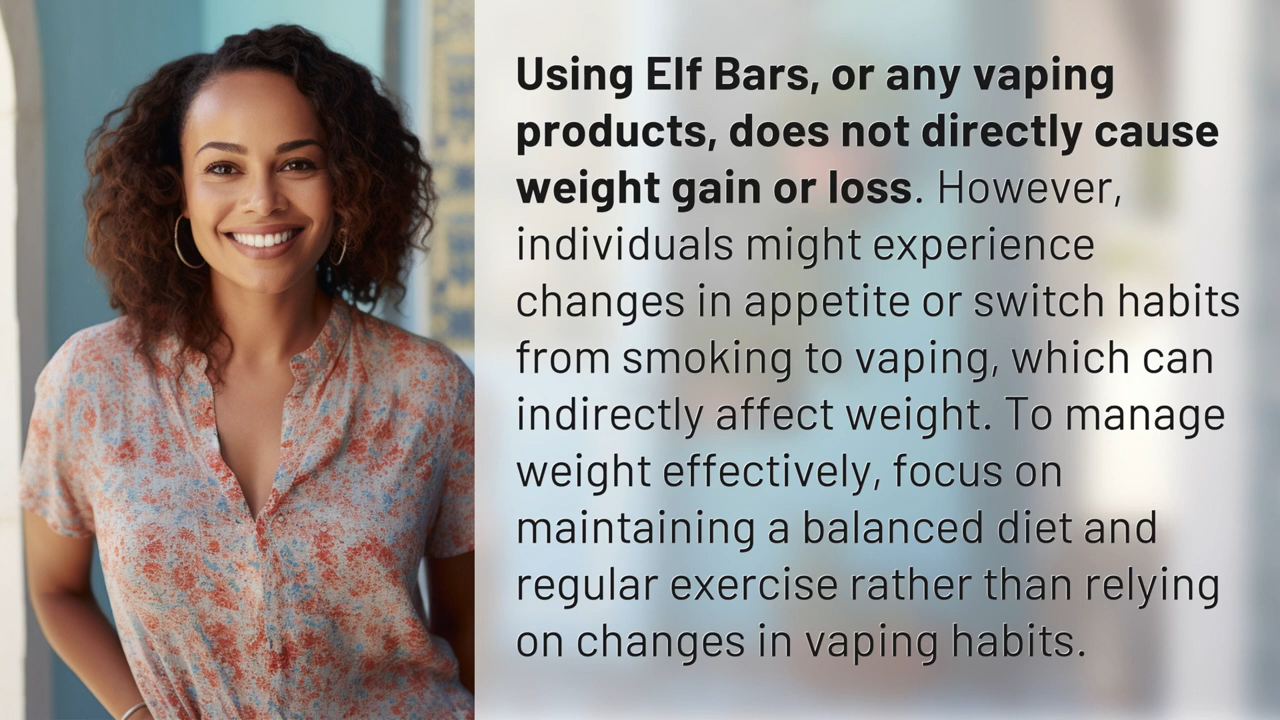 Using Elf Bars, or any vaping
products, does not directly cause
weight gain or loss. However,
individuals might experience
changes in appetite or switch habits
from smoking to vaping, which can
indirectly affect weight. To manage
weight effectively, focus on
maintaining a balanced diet and
regular exercise rather than relying
on changes in vaping habits.